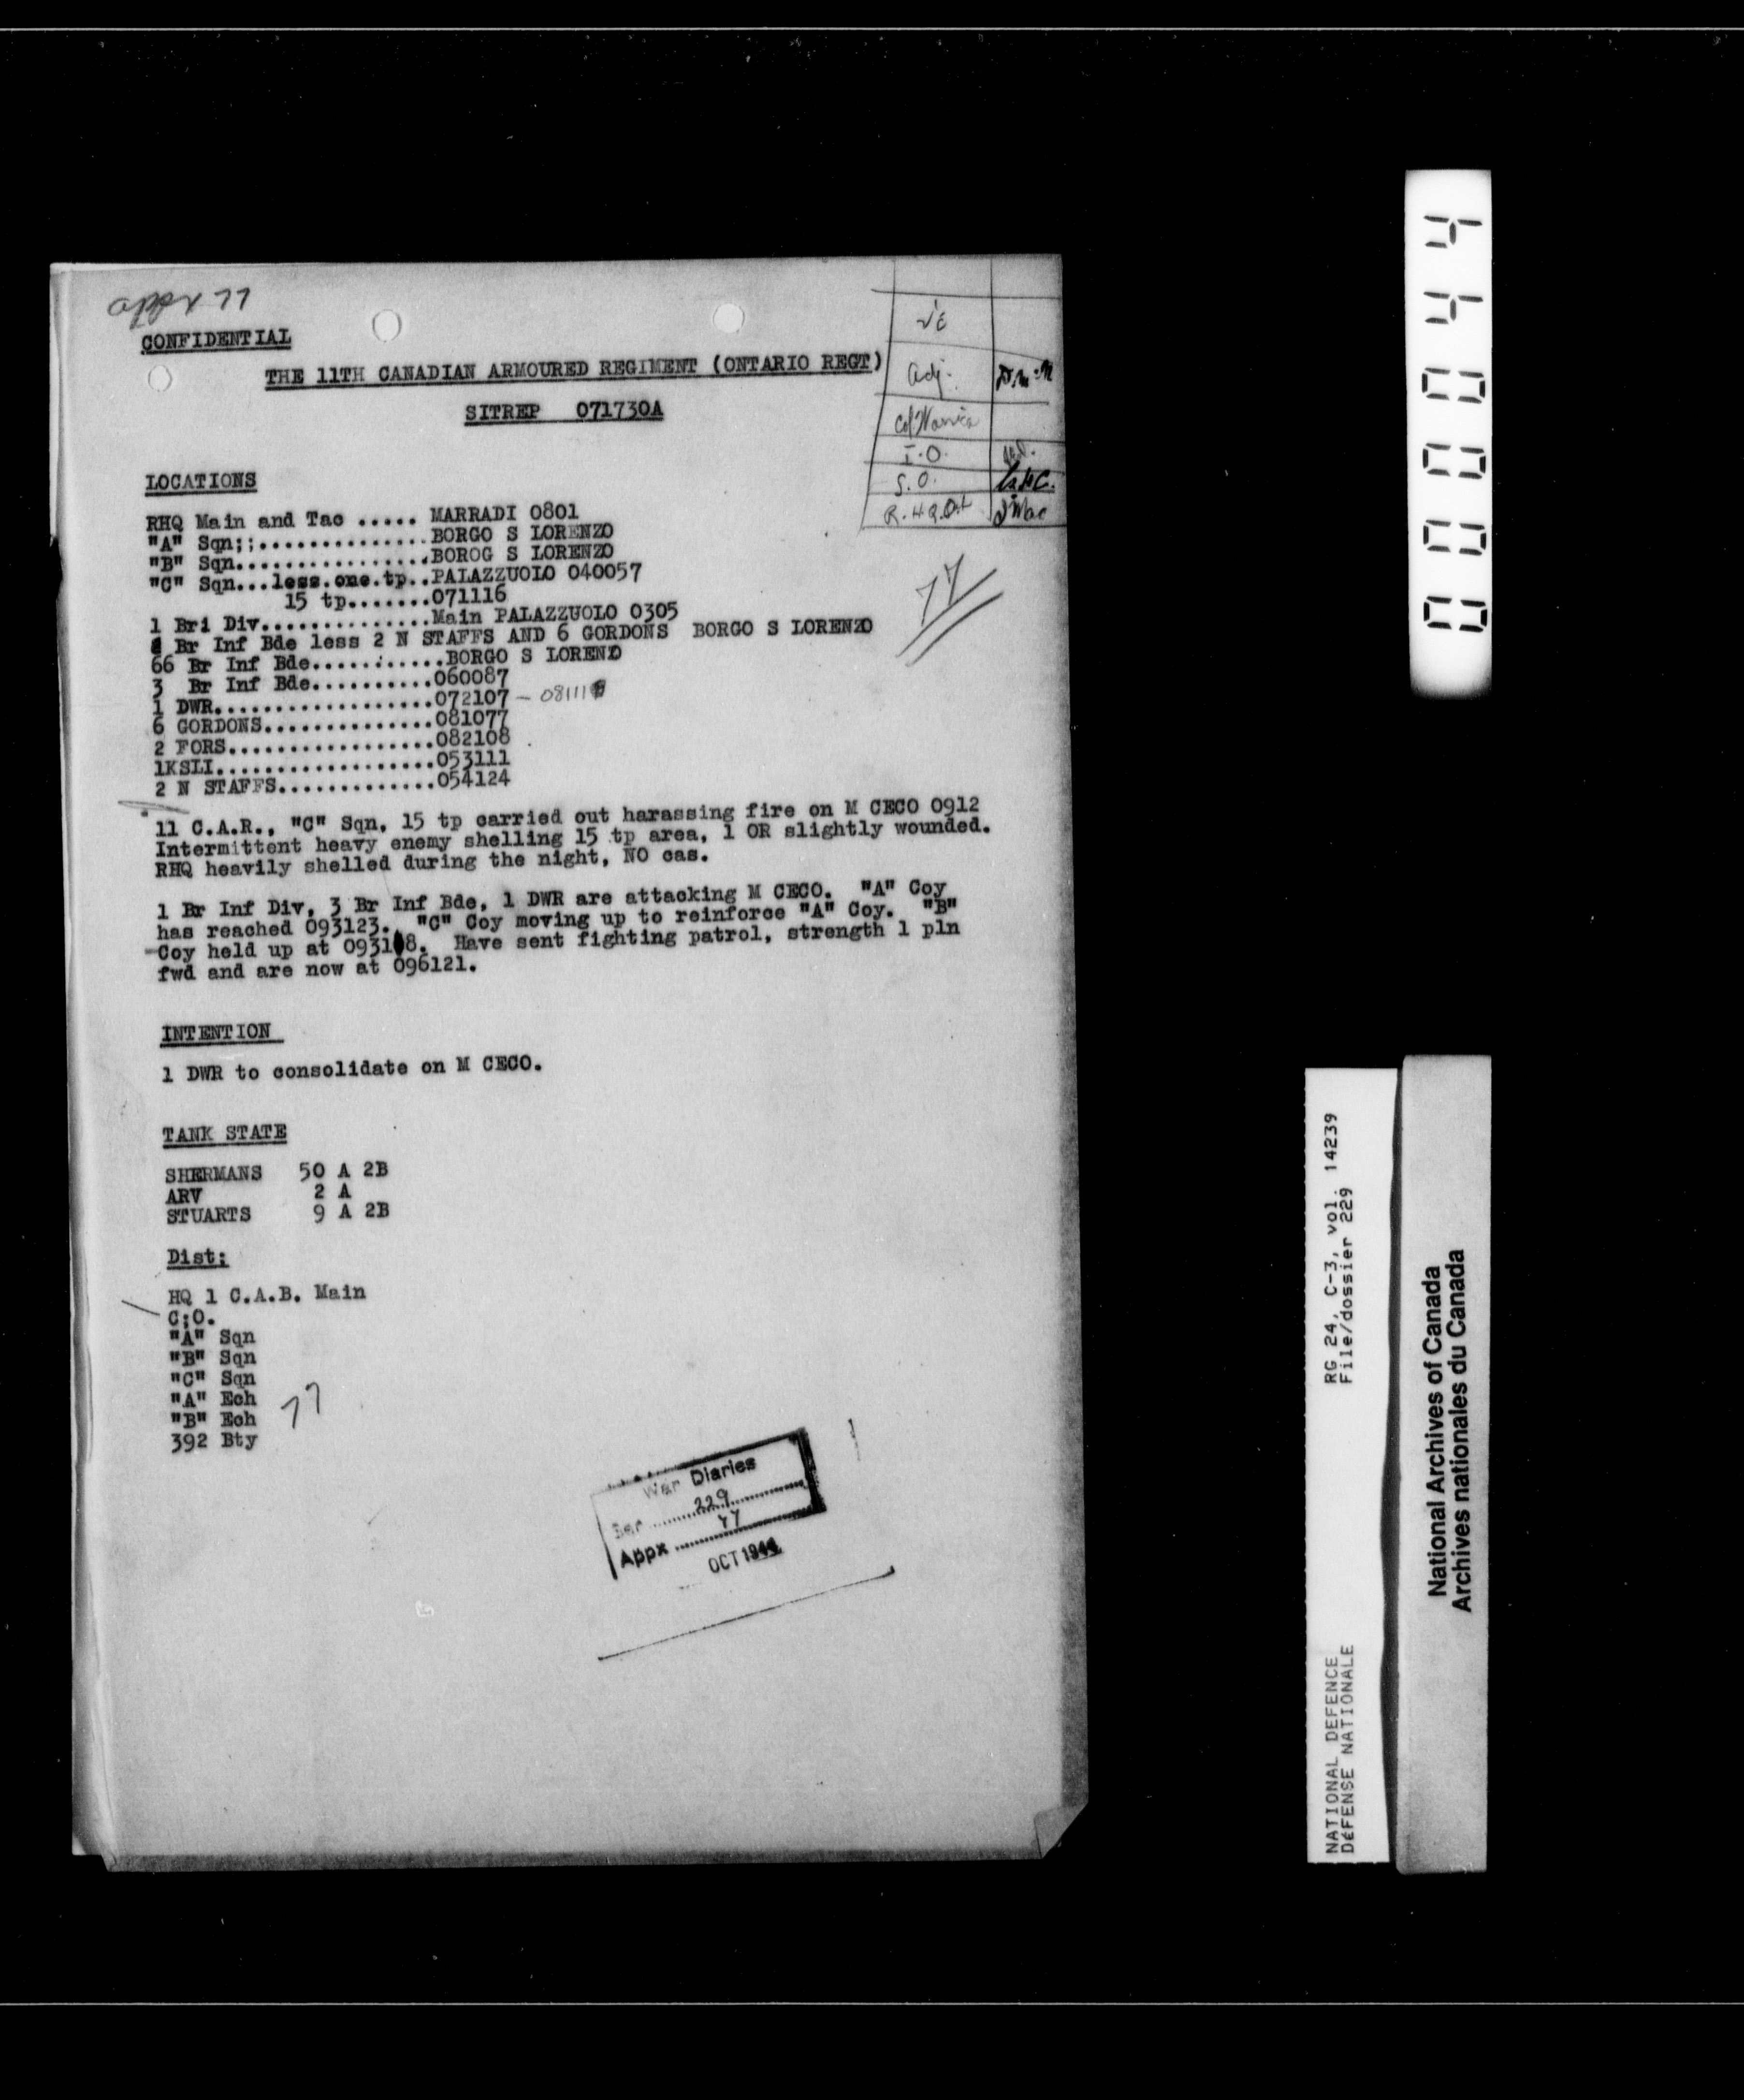 appx 77
CONFIDENTIAL
THE 11TH CANADIAN ARMOURED REGIMENT (ONTARIO REGT)
SITREP 071730A
Adj.
I.O.
S.O.
LOCATIONS
RHQ Main and Tac ..... MARRADI 0801
"A" Sqn;;..............BORGO S LORENZO
"B" Sqn................BOROG S LORENZO
"C" Sqn...less.one.tp..PALAZZUOLO 040057
15 tp.......071116
77
1 Bri Div..............Main PALAZZUOLO 0305
Br Inf Bde less 2 N STAFFS AND 6 GORDONS BORGO S LORENZO
66 Br Inf Bde...........BORGO S LOREND
3 Br Inf Bde..........060087
1 DWR..................072107 -
6 GORDONS..............081077
2 FORS.................082108
1KSLI..................053111
2 N STAFFS.............054124
11 C.A.R., "C" Sqn, 15 tp carried out harassing fire on M CECO 0912
Intermittent heavy enemy shelling 15 tp area, 1 OR slightly wounded.
RHQ heavily shelled during the night, NO cas.
1 Br Inf Div, 3 Br Inf Bde, 1 DWR are attacking M CECO. "A" Coy
has reached 093123. "C" Coy moving up to reinforce "A" Coy. "B"
Coy held up at Have sent fighting patrol, strength 1 pln
fwd and are now at 096121.
INTENTION
1 DWR to consolidate on M CECO.
TANK STATE
SHERMANS 50 A 2B
ARV 2 A
STUARTS 9 A 2B
Dist:
HQ 1 C.A.B. Main
C;O.
"A" Sqn
"B" Sqn
"C" Sqn
"A" Ech
"B" Ech
392 Bty
77
War Diaries
Ser ........229........
Appx ........77........
OCT 1944
000044
RG 24, C-3, vol. 14239
File/dossier 229
NATIONAL DEFENCE
DéFENSE NATIONALE
National Archives of Canada
Archives nationales du Canada